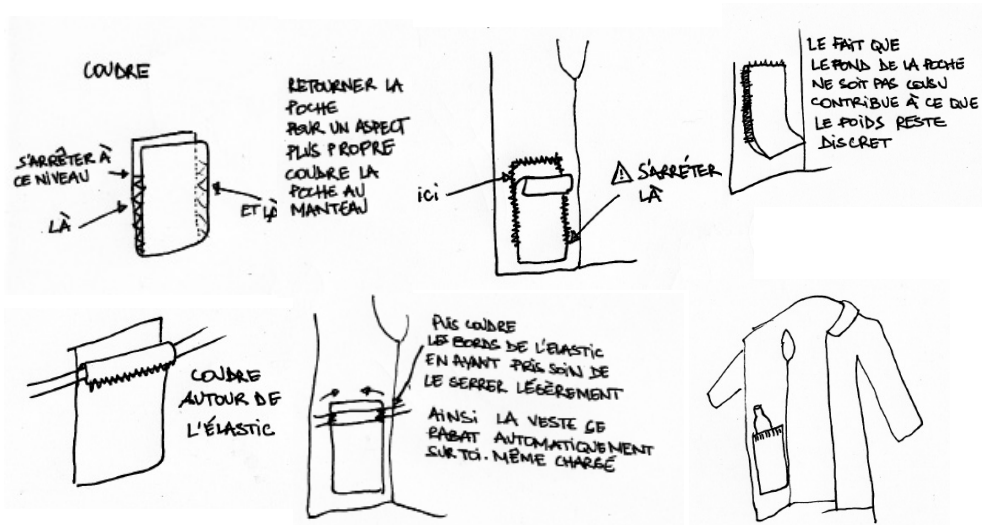 COUDRE
S'ARRÊTER À
CE NIVEAU
LÀ
ET LÀ
RETOURNER LA
POCHE
POUR UN ASPECT
PLUS PROPRE
COUDRE LA
POCHE AU
MANTEAU
ici
⚠ S'ARRÉTER
LÀ
LE FAIT QUE
LE FOND DE LA POCHE
NE SOIT PAS COUSU
CONTRIBUE À CE QUE
LE POIDS RESTE
DISCRET
COUDRE
AUTOUR DE
L'ÉLASTIC
PUIS COUDRE
LES BORDS DE L'ELASTIC
EN AYANT PRIS SOIN DE
LE SERRER LÉGÈREMENT
AINSI LA VESTE CE
RABAT AUTOMATIQUEMENT
SUR TOI. MÊME CHARGÉ